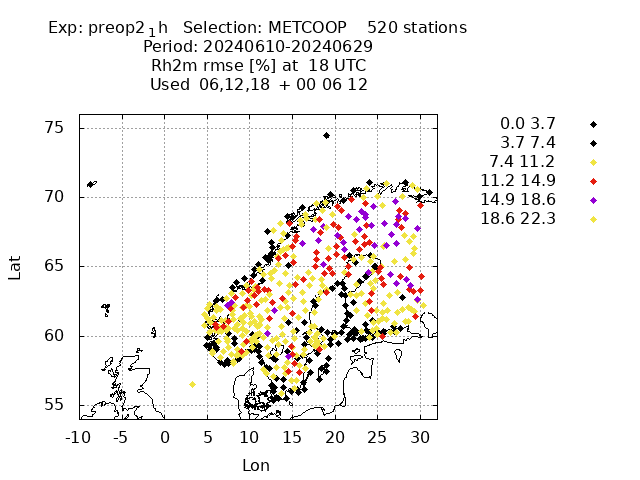 Exp: preop2_1h Selection: METCOOP 520 stations
Period: 20240610-20240629
Rh2m rmse [%] at 18 UTC
Used 06,12,18 + 00 06 12
0.0 3.7
3.7 7.4
7.4 11.2
11.2 14.9
14.9 18.6
18.6 22.3
75
70
65
60
55
Lat
-10 -5 0 5 10 15 20 25 30
Lon